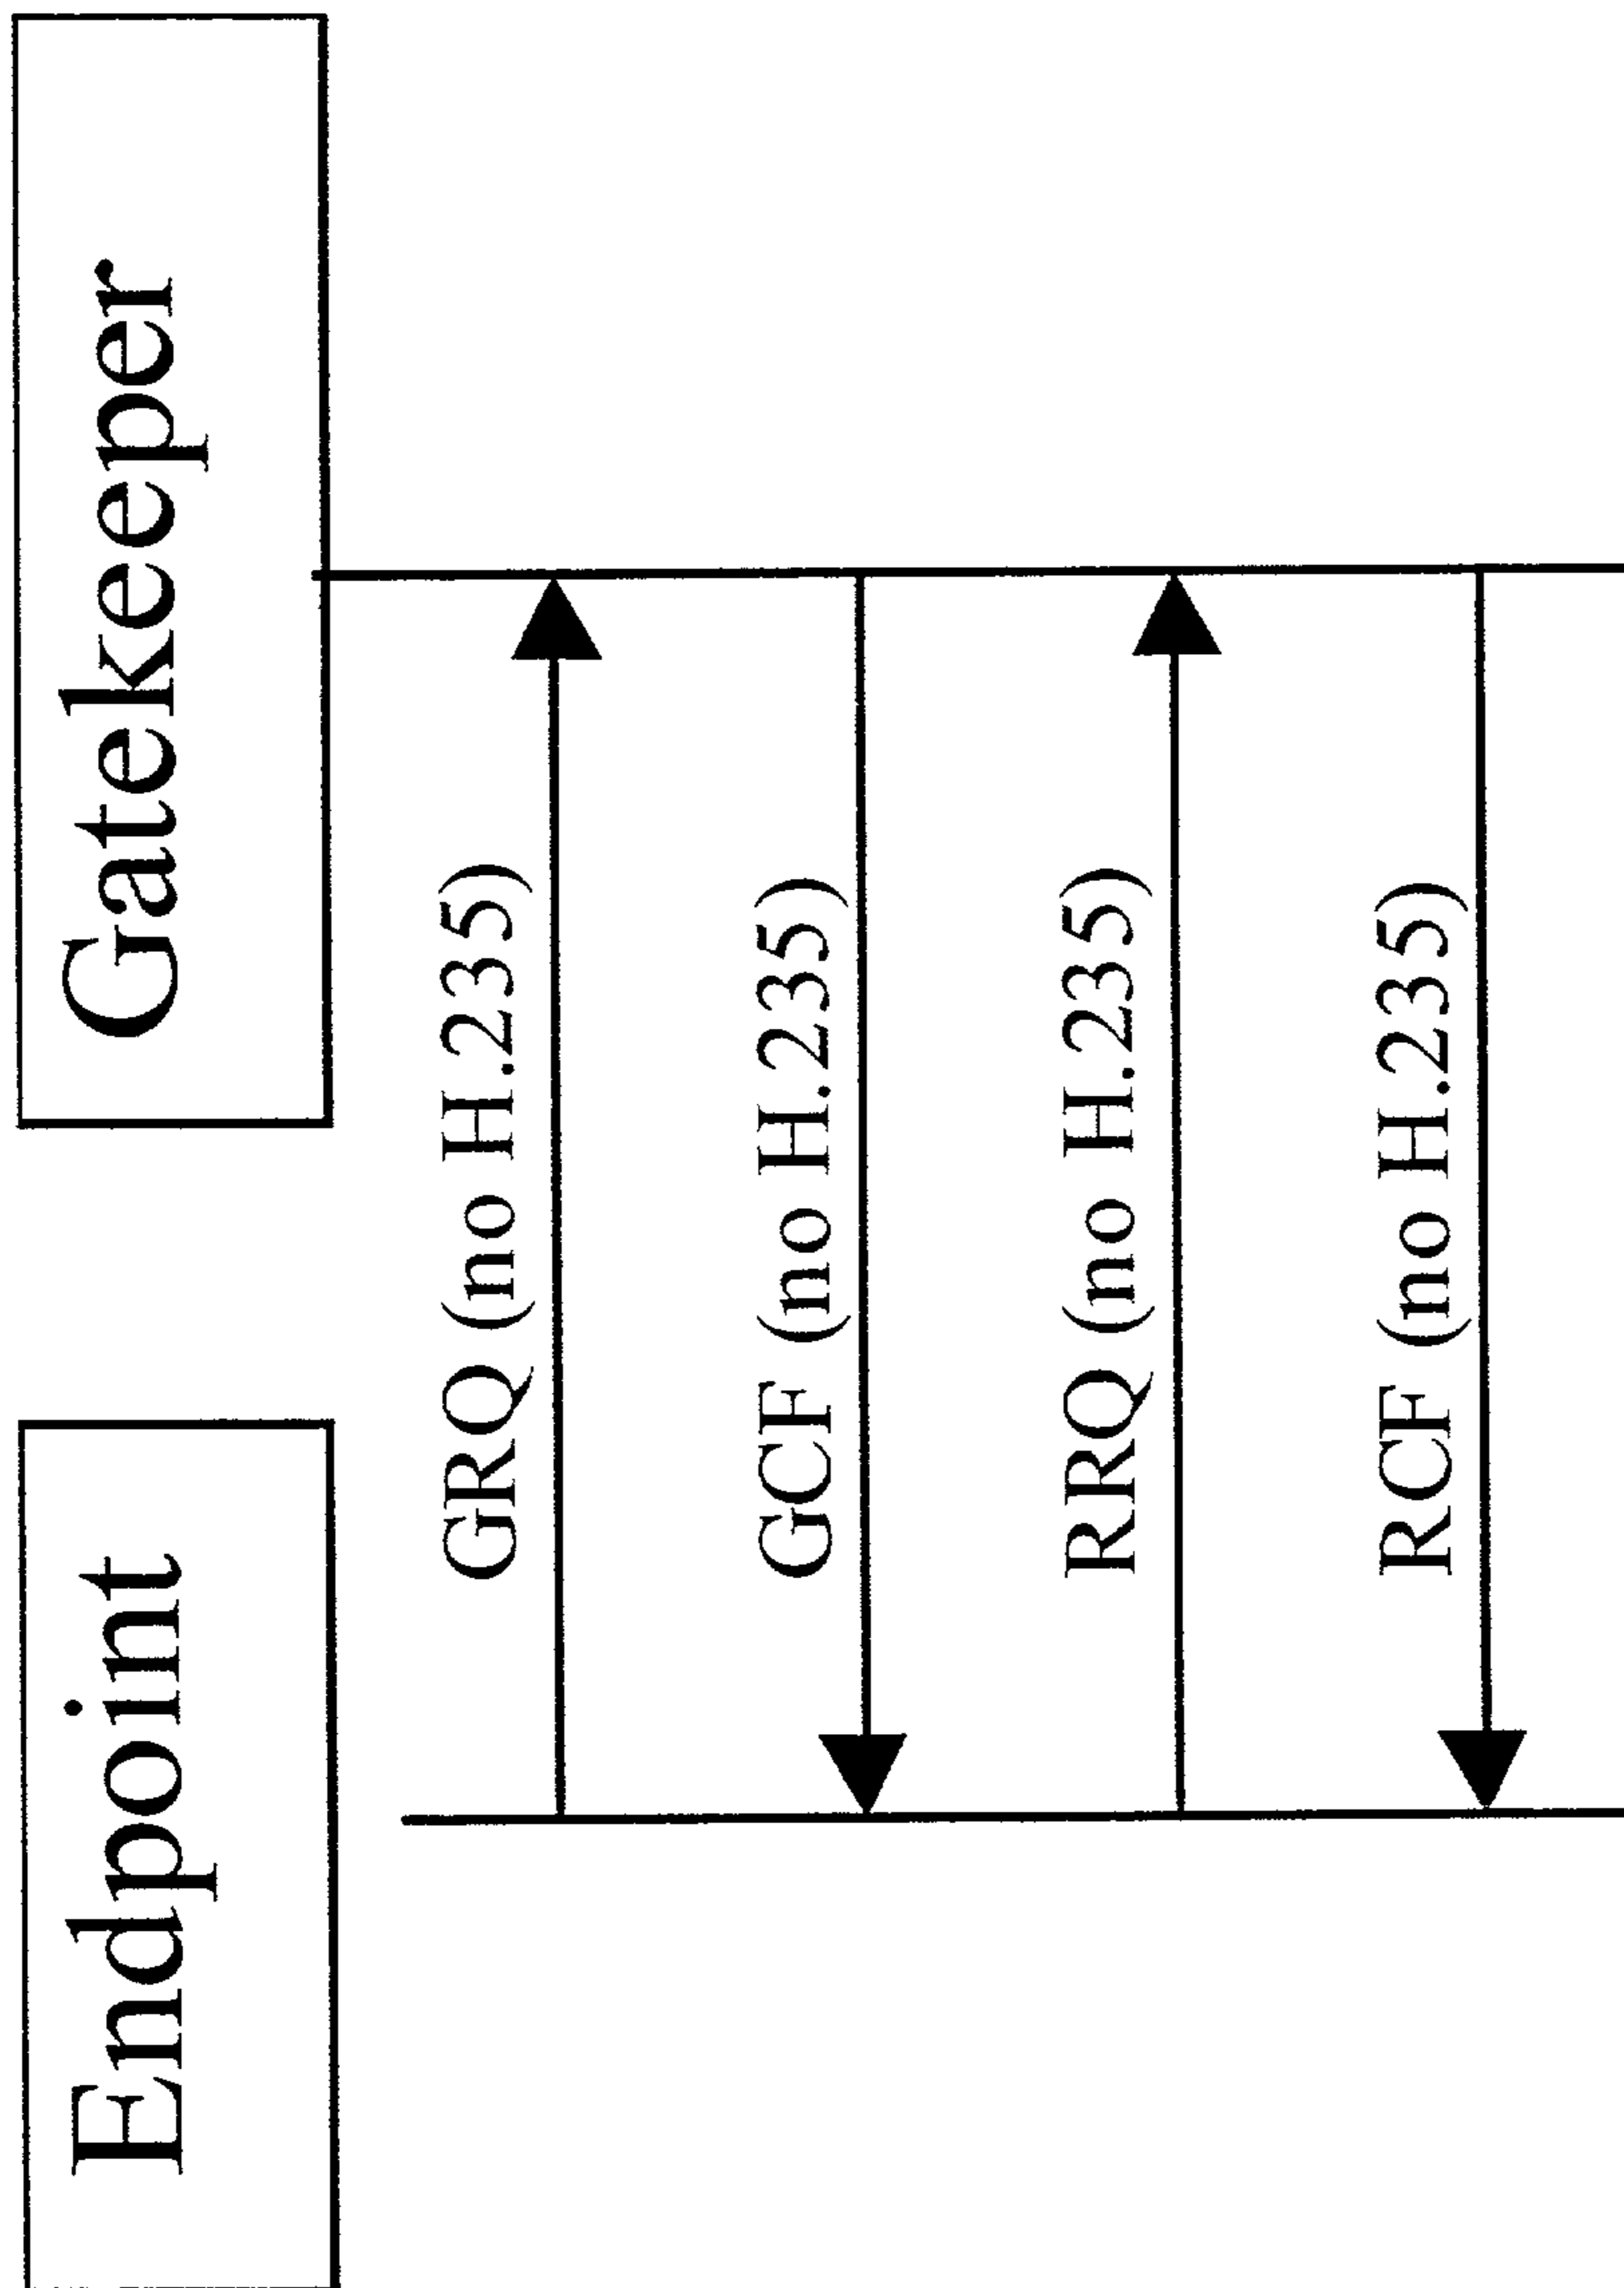 Endpoint
Gatekeeper
GRQ (no H.235)
GCF (no H.235)
RRQ (no H.235)
RCF (no H.235)